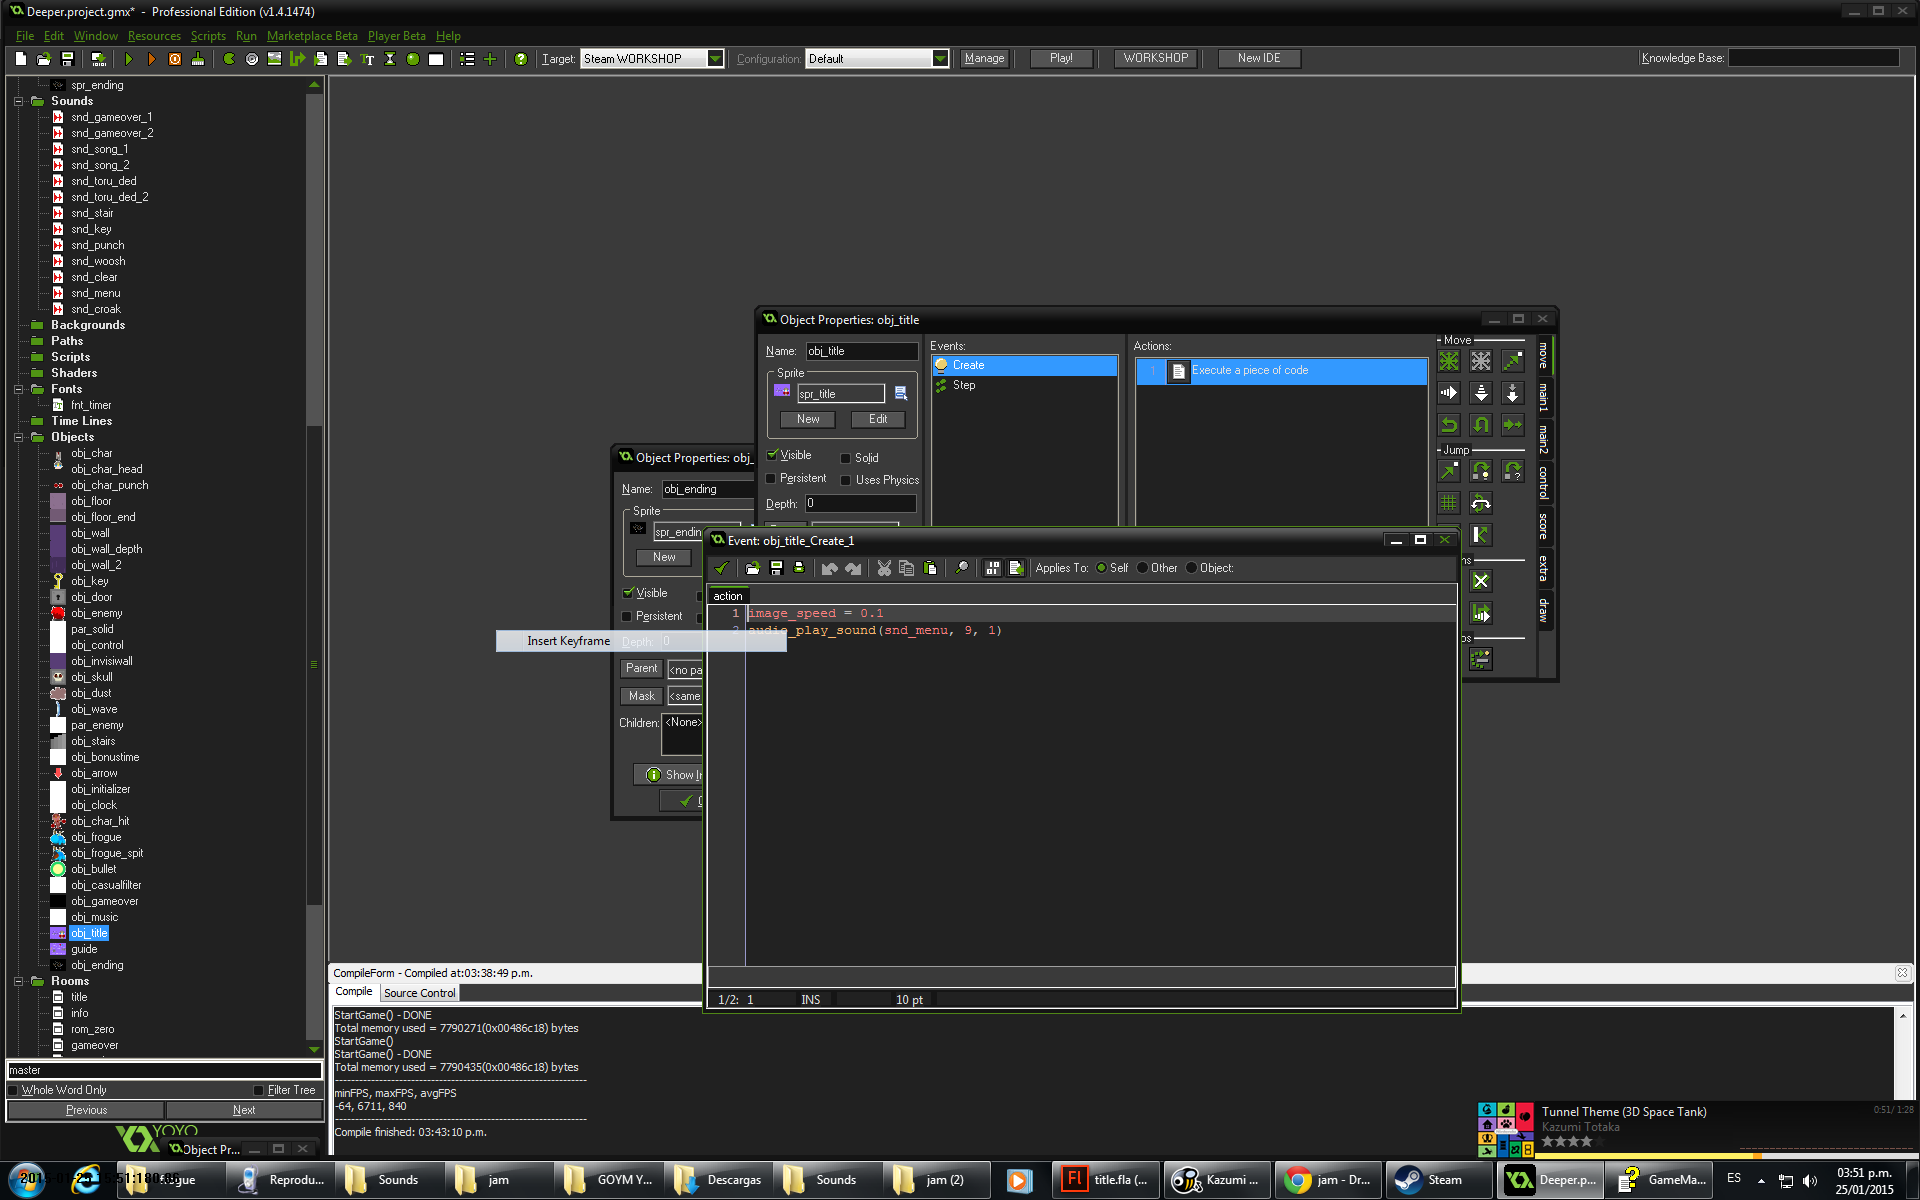 Deeper.project.gmx* - Professional Edition (v1.4.1474)
File Edit Window Resources Scripts Run Marketplace Beta Player Beta Help
Target: Steam WORKSHOP Configuration: Default Manage Play! WORKSHOP New IDE Knowledge Base:
spr_ending
Sounds
snd_gameover_1
snd_gameover_2
snd_song_1
snd_song_2
snd_toru_ded
snd_toru_ded_2
snd_stair
snd_key
snd_punch
snd_woosh
snd_clear
snd_menu
snd_croak
Backgrounds
Paths
Scripts
Shaders
Fonts
fnt_timer
Time Lines
Objects
obj_char
obj_char_head
obj_char_punch
obj_floor
obj_floor_end
obj_wall
obj_wall_depth
obj_wall_2
obj_key
obj_door
obj_enemy
par_solid
obj_control
obj_invisiwall
obj_skull
obj_dust
obj_wave
par_enemy
obj_stairs
obj_bonustime
obj_arrow
obj_initializer
obj_clock
obj_char_hit
obj_frogue
obj_frogue_spit
obj_bullet
obj_casualfilter
obj_gameover
obj_music
obj_title
guide
obj_ending
Rooms
title
info
rom_zero
gameover
master
Whole Word Only Filter Tree
Previous Next
YOYO
Object Pr...
Object Properties: obj_title
Name: obj_title
Sprite
spr_title
New Edit
Visible Solid
Persistent Uses Physics
Depth: 0
Events:
Create
Step
Actions:
1 Execute a piece of code
Move
Jump
move
main1
main2
control
score
extra
draw
Object Properties: obj_
Name: obj_ending
Sprite
spr_endin
New
Visible
Persistent
Depth: 0
Insert Keyframe
Parent <no pa
Mask <same
Children: <None>
Show In
Event: obj_title_Create_1
Applies To: Self Other Object:
action
1 image_speed = 0.1
2 audio_play_sound(snd_menu, 9, 1)
1/2: 1 INS 10 pt
CompileForm - Compiled at:03:38:49 p.m.
Compile Source Control
StartGame() - DONE
Total memory used = 7790271(0x00486c18) bytes
StartGame()
StartGame() - DONE
Total memory used = 7790435(0x00486c18) bytes
minFPS, maxFPS, avgFPS
-64, 6711, 840
Compile finished: 03:43:10 p.m.
Tunnel Theme (3D Space Tank)
Kazumi Totaka
0:51/ 1:28
Reprodu... Sounds jam GOYM Y... Descargas Sounds jam (2) title.fla (... Kazumi ... jam - Dr... Steam Deeper.p... GameMa... ES
03:51 p.m.
25/01/2015